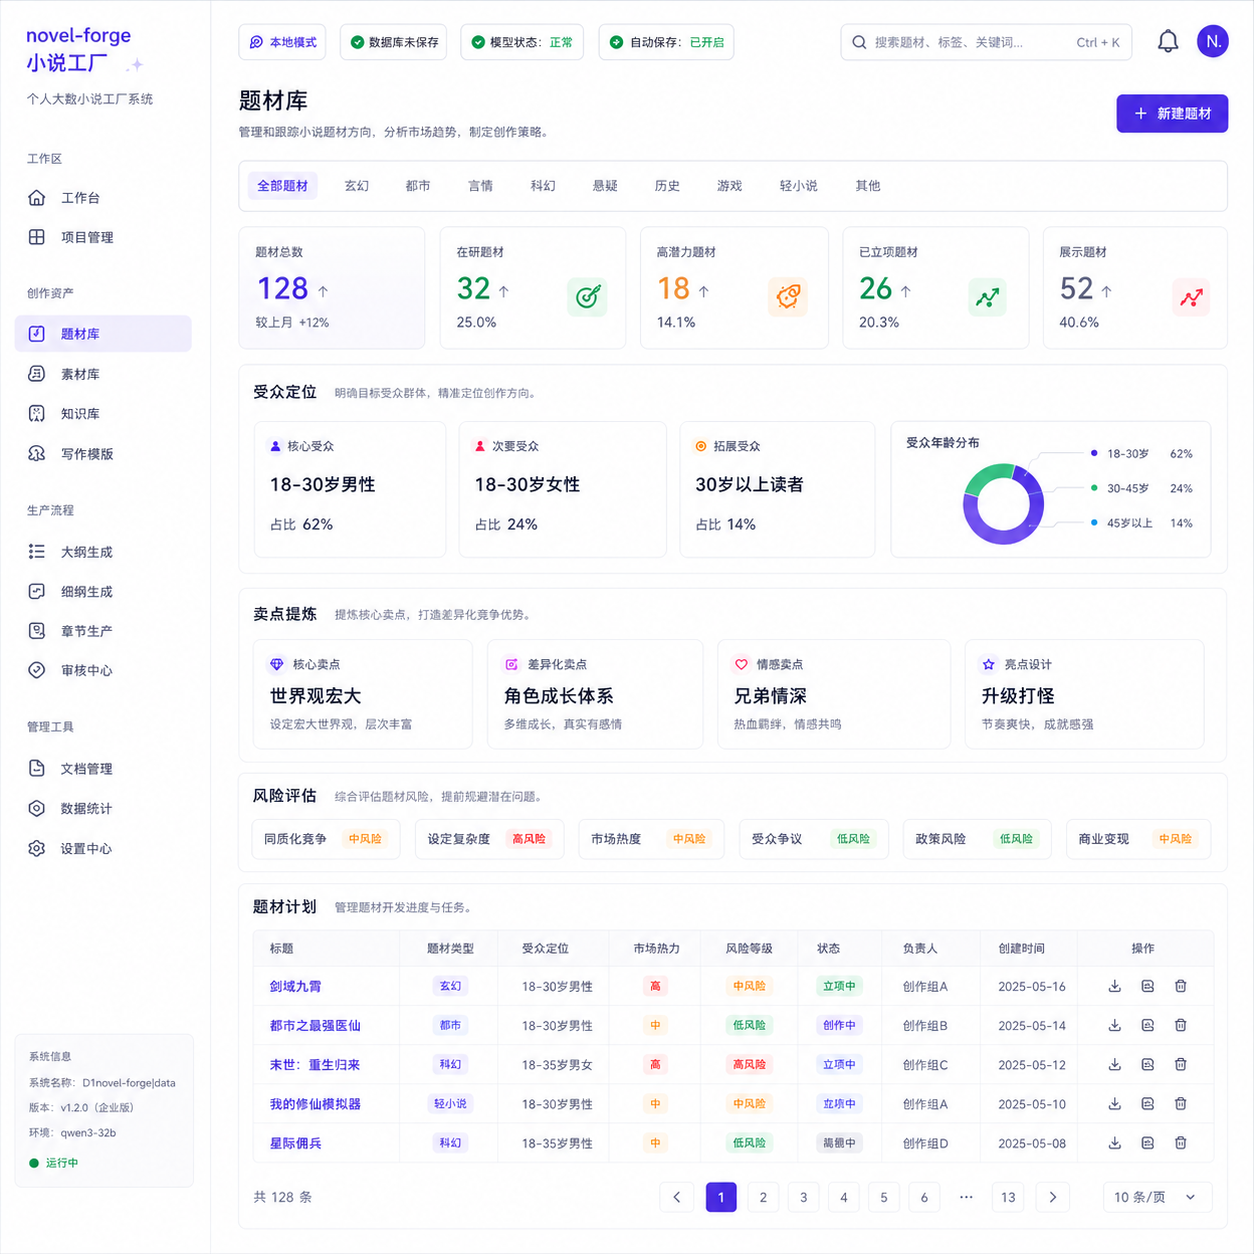 novel-forge
小说工厂
个人大数小说工厂系统
工作区
工作台
项目管理
创作资产
题材库
素材库
知识库
写作模版
生产流程
大纲生成
细纲生成
章节生产
审核中心
管理工具
文档管理
数据统计
设置中心
系统信息
系统名称：D1novel-forge|data
版本：v1.2.0（企业版）
环境：qwen3-32b
运行中
本地模式 数据库未保存 模型状态：正常 自动保存：已开启 搜索题材、标签、关键词... Ctrl + K N.
题材库
管理和跟踪小说题材方向，分析市场趋势，制定创作策略。
+ 新建题材
全部题材 玄幻 都市 言情 科幻 悬疑 历史 游戏 轻小说 其他
题材总数 在研题材 高潜力题材 已立项题材 展示题材
128 ↑ 32 ↑ 18 ↑ 26 ↑ 52 ↑
较上月 +12% 25.0% 14.1% 20.3% 40.6%
受众定位 明确目标受众群体，精准定位创作方向。
核心受众 次要受众 拓展受众
18-30岁男性 18-30岁女性 30岁以上读者
占比 62% 占比 24% 占比 14%
受众年龄分布
18-30岁 62%
30-45岁 24%
45岁以上 14%
卖点提炼 提炼核心卖点，打造差异化竞争优势。
核心卖点 差异化卖点 情感卖点 亮点设计
世界观宏大 角色成长体系 兄弟情深 升级打怪
设定宏大世界观，层次丰富 多维成长，真实有感情 热血羁绊，情感共鸣 节奏爽快，成就感强
风险评估 综合评估题材风险，提前规避潜在问题。
同质化竞争 中风险 设定复杂度 高风险 市场热度 中风险 受众争议 低风险 政策风险 低风险 商业变现 中风险
题材计划 管理题材开发进度与任务。
标题 题材类型 受众定位 市场热力 风险等级 状态 负责人 创建时间 操作
剑域九霄 玄幻 18-30岁男性 高 中风险 立项中 创作组A 2025-05-16
都市之最强医仙 都市 18-30岁男性 中 低风险 创作中 创作组B 2025-05-14
末世：重生归来 科幻 18-35岁男女 高 高风险 立项中 创作组C 2025-05-12
我的修仙模拟器 轻小说 18-30岁男性 中 中风险 立项中 创作组A 2025-05-10
星际佣兵 科幻 18-35岁男性 中 低风险 创作组D 2025-05-08
共 128 条 1 2 3 4 5 6 ··· 13 10 条/页